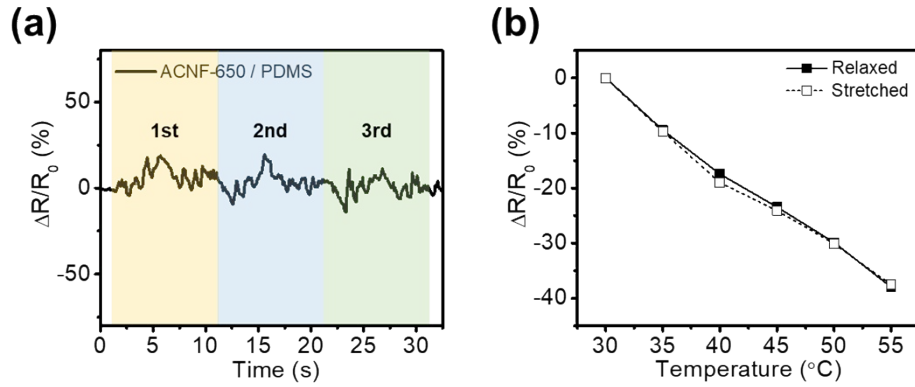 (a)
ACNF-650 / PDMS
1st
2nd
3rd
50
0
-50
ΔR/R₀ (%)
0
5
10
15
20
25
30
Time (s)
(b)
Relaxed
Stretched
0
-10
-20
-30
-40
ΔR/R₀ (%)
30
35
40
45
50
55
Temperature (°C)